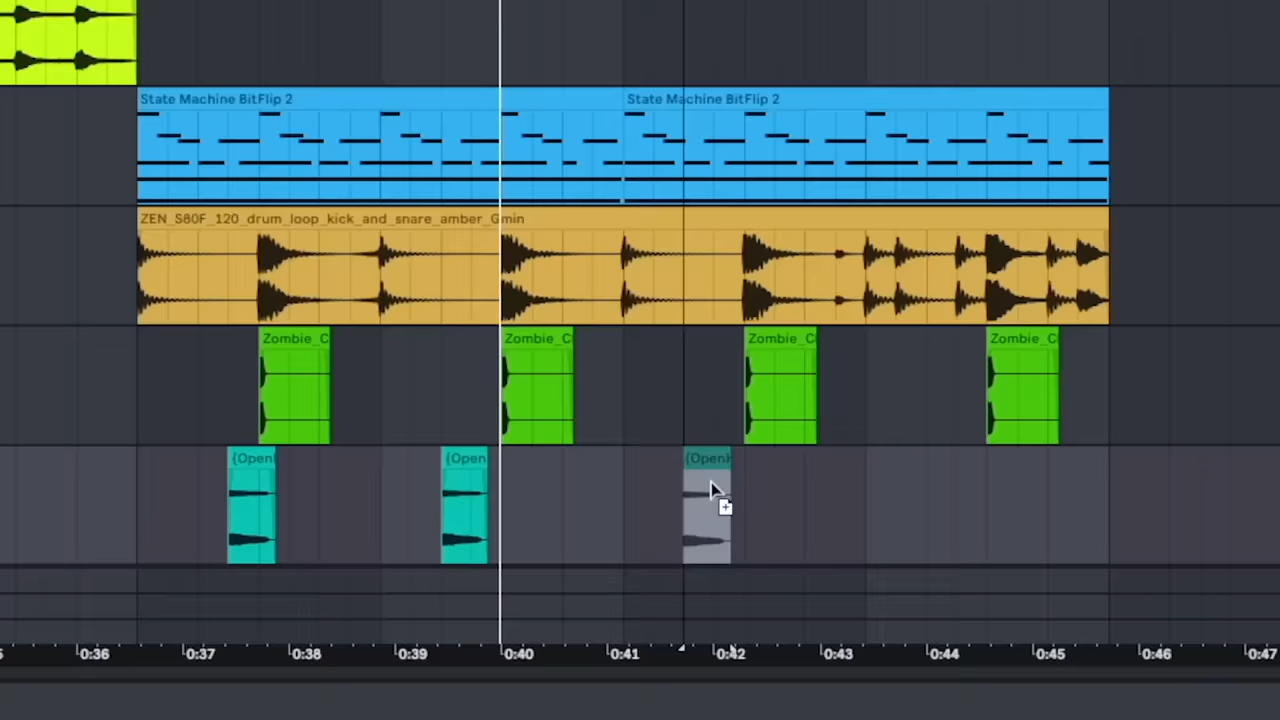 State Machine BitFlip 2
State Machine BitFlip 2
ZEN_S80F_120_drum_loop_kick_and_snare_amber_Gmin
Zombie_C
Zombie_C
Zombie_C
Zombie_C
(Open
(Open
(Open
0:36
0:37
0:38
0:39
0:40
0:41
0:42
0:43
0:44
0:45
0:46
0:47